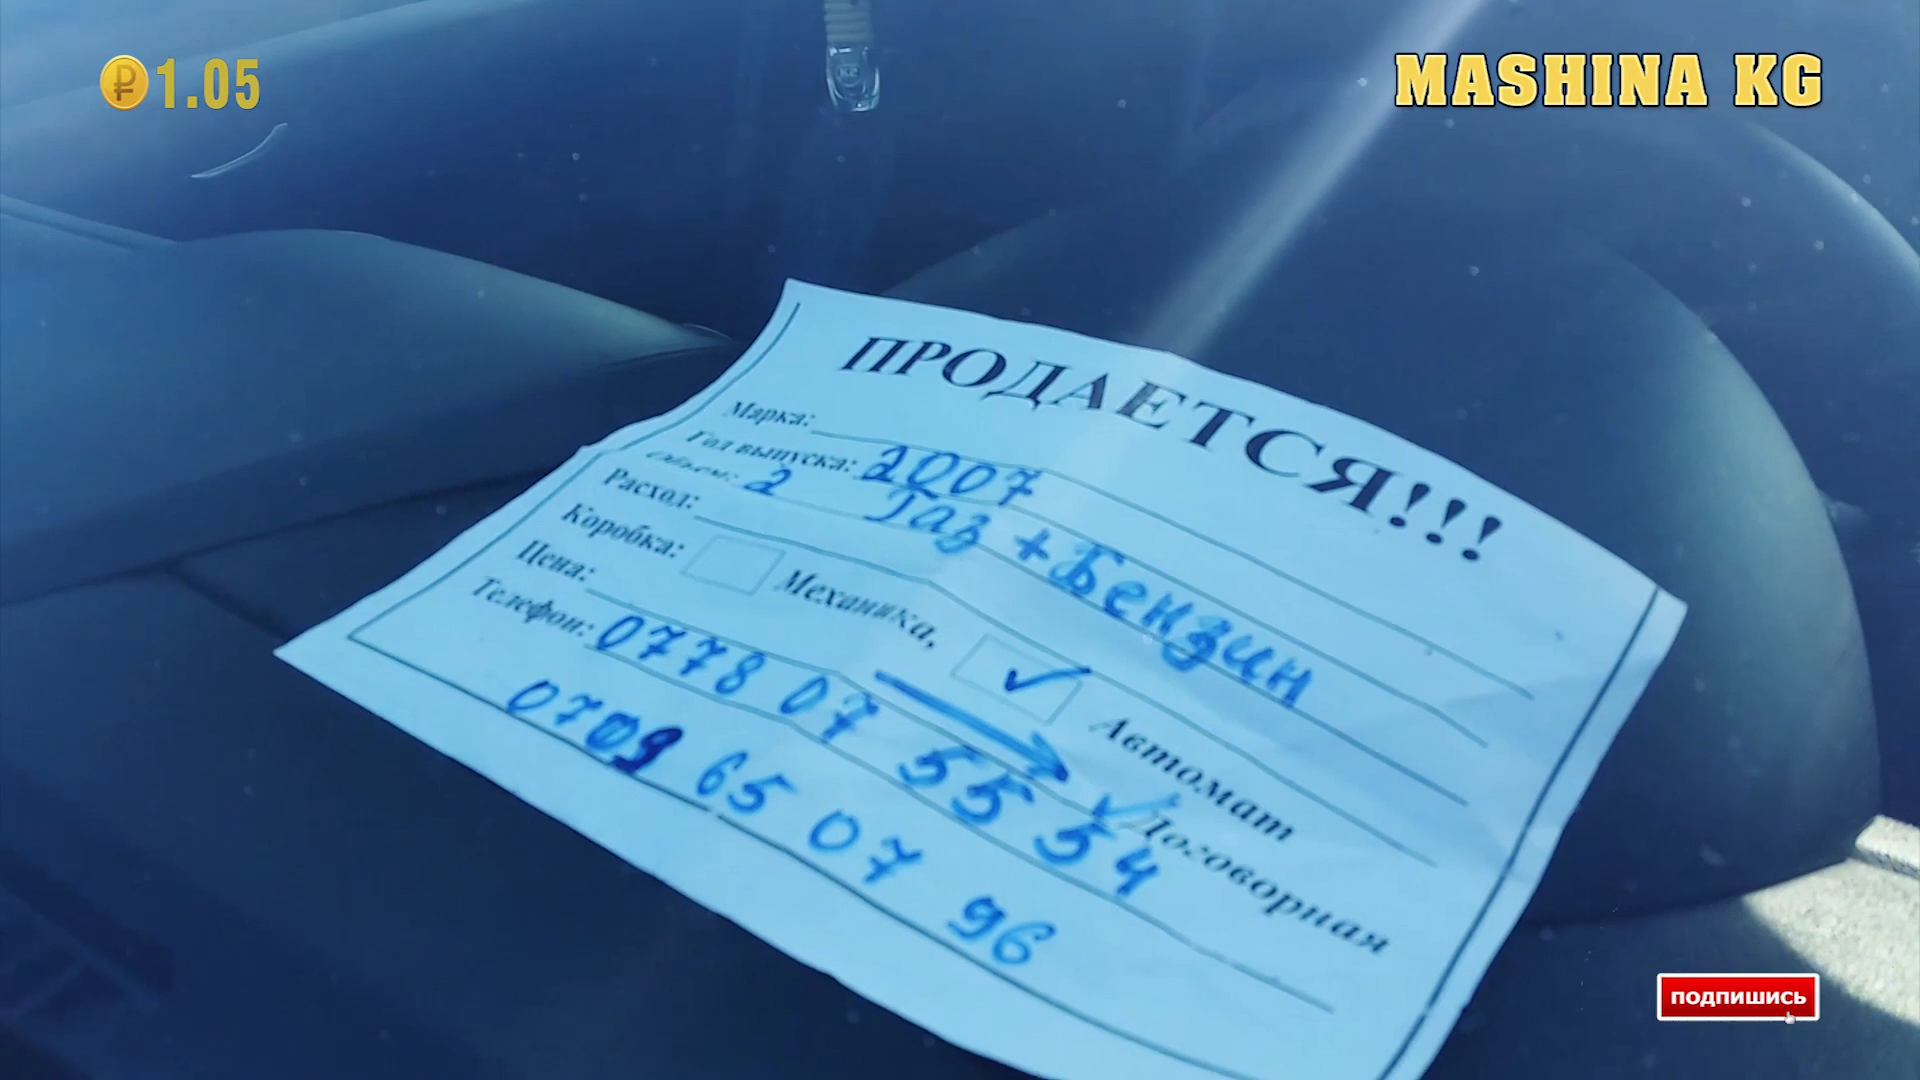 1.05
MASHINA KG
ПРОДАЕТСЯ!!!
Марка:
Год выпуска: 2007
Объем: 2 Газ + Бензин
Расход:
Коробка: Механика, ✓ Автомат
Цена: ✓ Договорная
Телефон: 0778 07 55 54
0709 65 07 96
ПОДПИШИСЬ